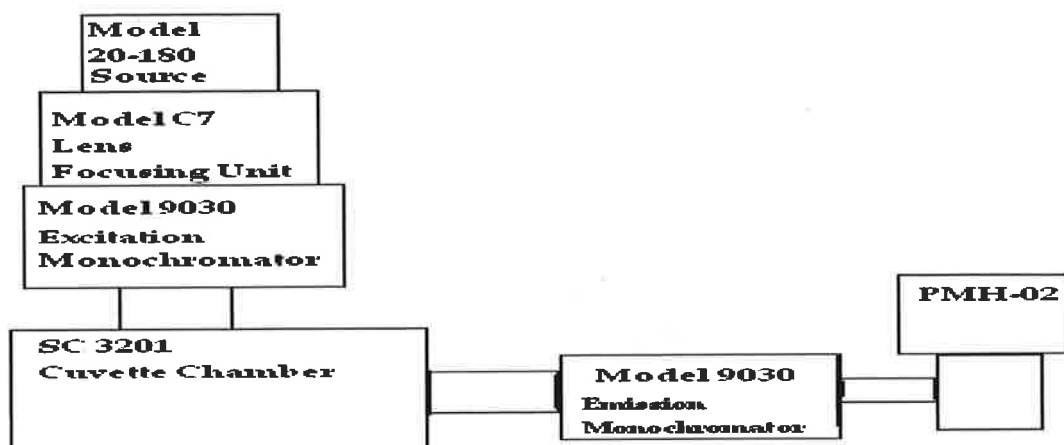 Model
20-180
Source
Model C7
Lens
Focusing Unit
Model 9030
Excitation
Monochromator
PMH-02
SC 3201
Cuvette Chamber
Model 9030
Emission
Monochromator